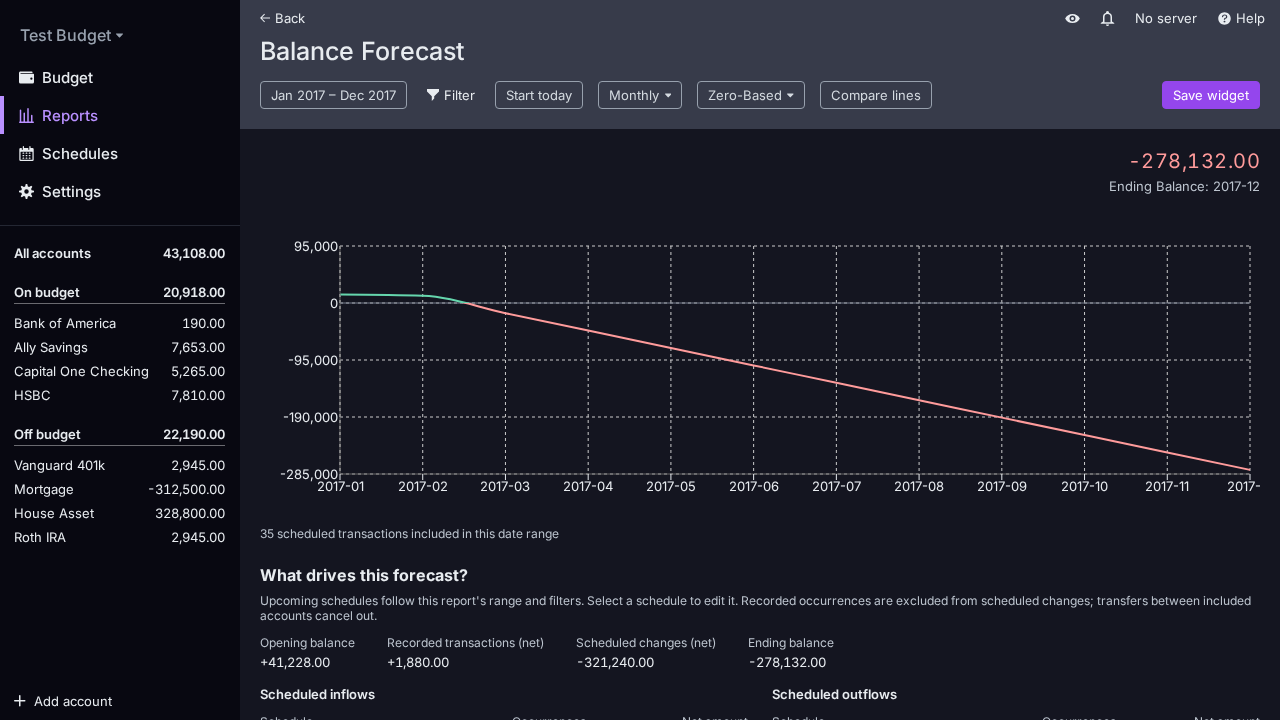 Test Budget
Budget
Reports
Schedules
Settings
All accounts 43,108.00
On budget 20,918.00
Bank of America 190.00
Ally Savings 7,653.00
Capital One Checking 5,265.00
HSBC 7,810.00
Off budget 22,190.00
Vanguard 401k 2,945.00
Mortgage -312,500.00
House Asset 328,800.00
Roth IRA 2,945.00
Add account
Back
No server
Help
Balance Forecast
Jan 2017 – Dec 2017
Filter
Start today
Monthly
Zero-Based
Compare lines
Save widget
-278,132.00
Ending Balance: 2017-12
95,000
0
-95,000
-190,000
-285,000
2017-01 2017-02 2017-03 2017-04 2017-05 2017-06 2017-07 2017-08 2017-09 2017-10 2017-11 2017-
35 scheduled transactions included in this date range
What drives this forecast?
Upcoming schedules follow this report's range and filters. Select a schedule to edit it. Recorded occurrences are excluded from scheduled changes; transfers between included
accounts cancel out.
Opening balance Recorded transactions (net) Scheduled changes (net) Ending balance
+41,228.00 +1,880.00 -321,240.00 -278,132.00
Scheduled inflows Scheduled outflows
Schedule Occurrences Net amount Schedule Occurrences Net amount